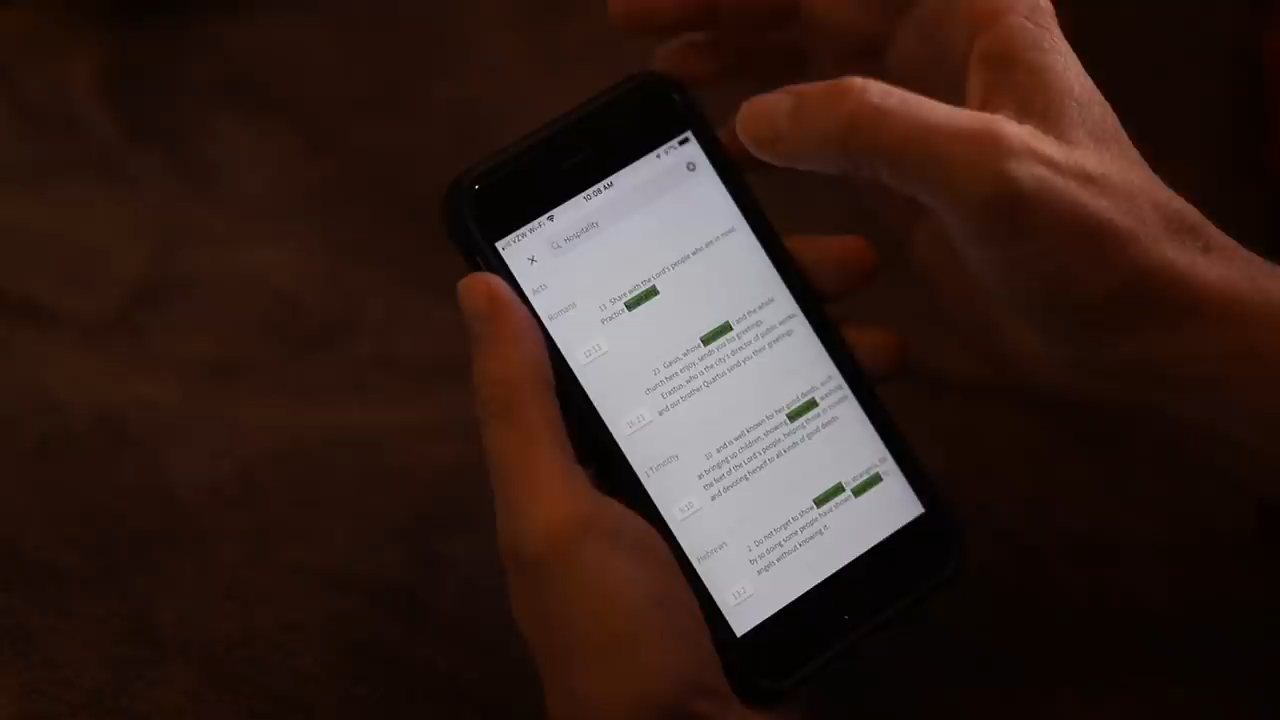 VZW Wi-Fi
10:08 AM
97%
Hospitality
Acts
Romans
12:13
13 Share with the Lord's people who are in need.
Practice hospitality.
16:23
23 Gaius, whose hospitality I and the whole
church here enjoy, sends you his greetings.
Erastus, who is the city's director of public works,
and our brother Quartus send you their greetings.
1 Timothy
5:10
10 and is well known for her good deeds, such
as bringing up children, showing hospitality, washing
the feet of the Lord's people, helping those in trouble
and devoting herself to all kinds of good deeds.
Hebrews
13:2
2 Do not forget to show hospitality to strangers, for
by so doing some people have shown hospitality to
angels without knowing it.